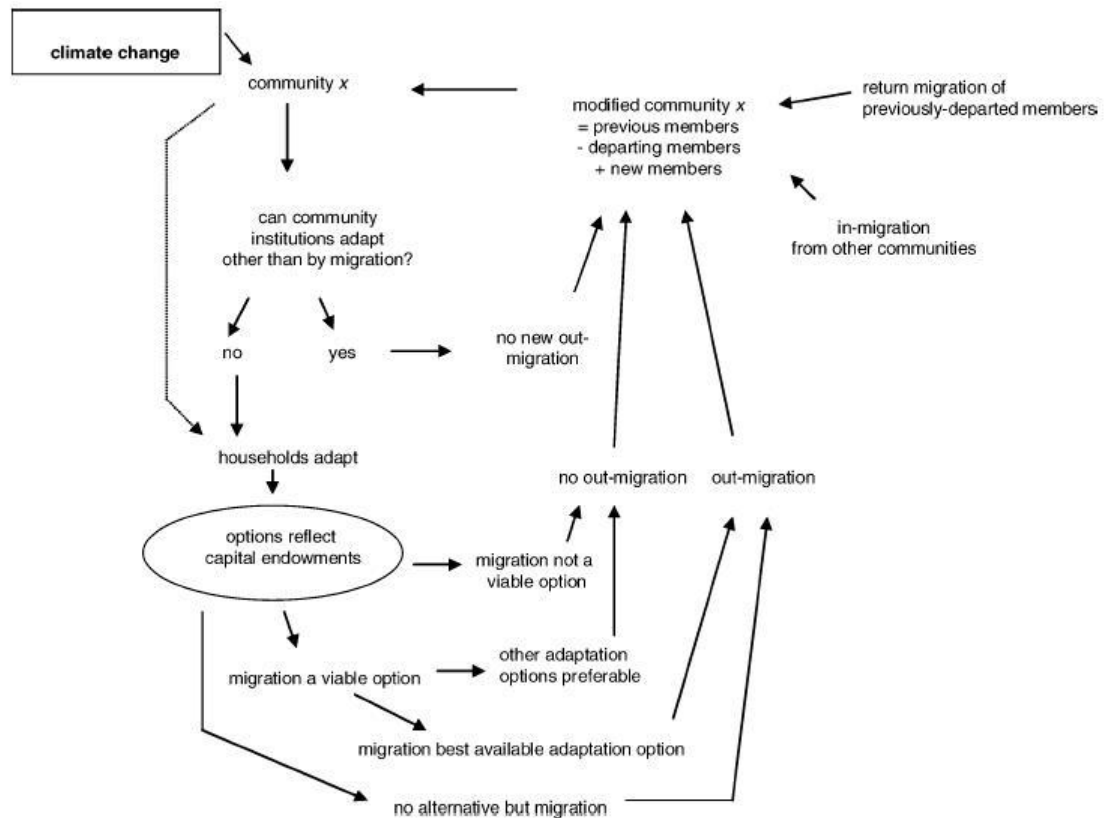 climate change
community x
return migration of
previously-departed members
modified community x
= previous members
- departing members
+ new members
in-migration
from other communities
can community
institutions adapt
other than by migration?
no
yes
no new out-
migration
households adapt
no out-migration
out-migration
options reflect
capital endowments
migration not a
viable option
other adaptation
options preferable
migration a viable option
migration best available adaptation option
no alternative but migration